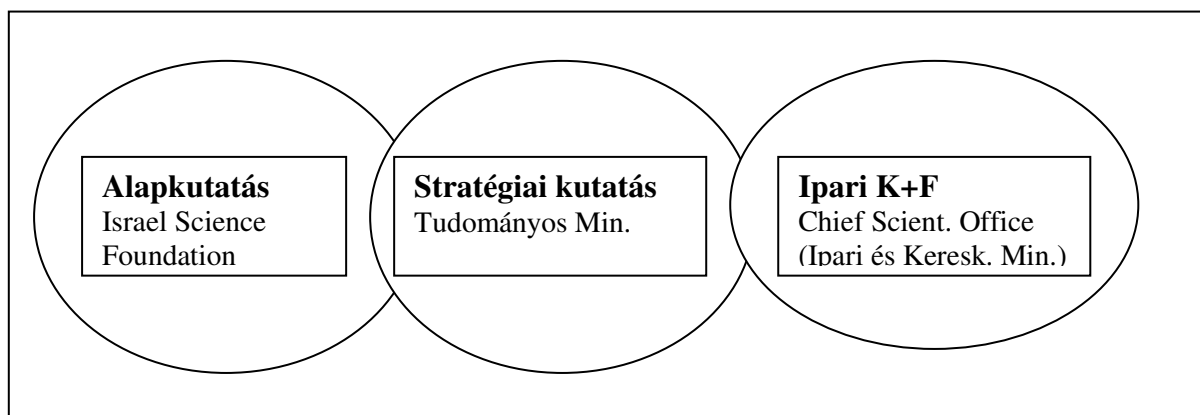 Alapkutatás
Israel Science
Foundation
Stratégiai kutatás
Tudományos Min.
Ipari K+F
Chief Scient. Office
(Ipari és Keresk. Min.)